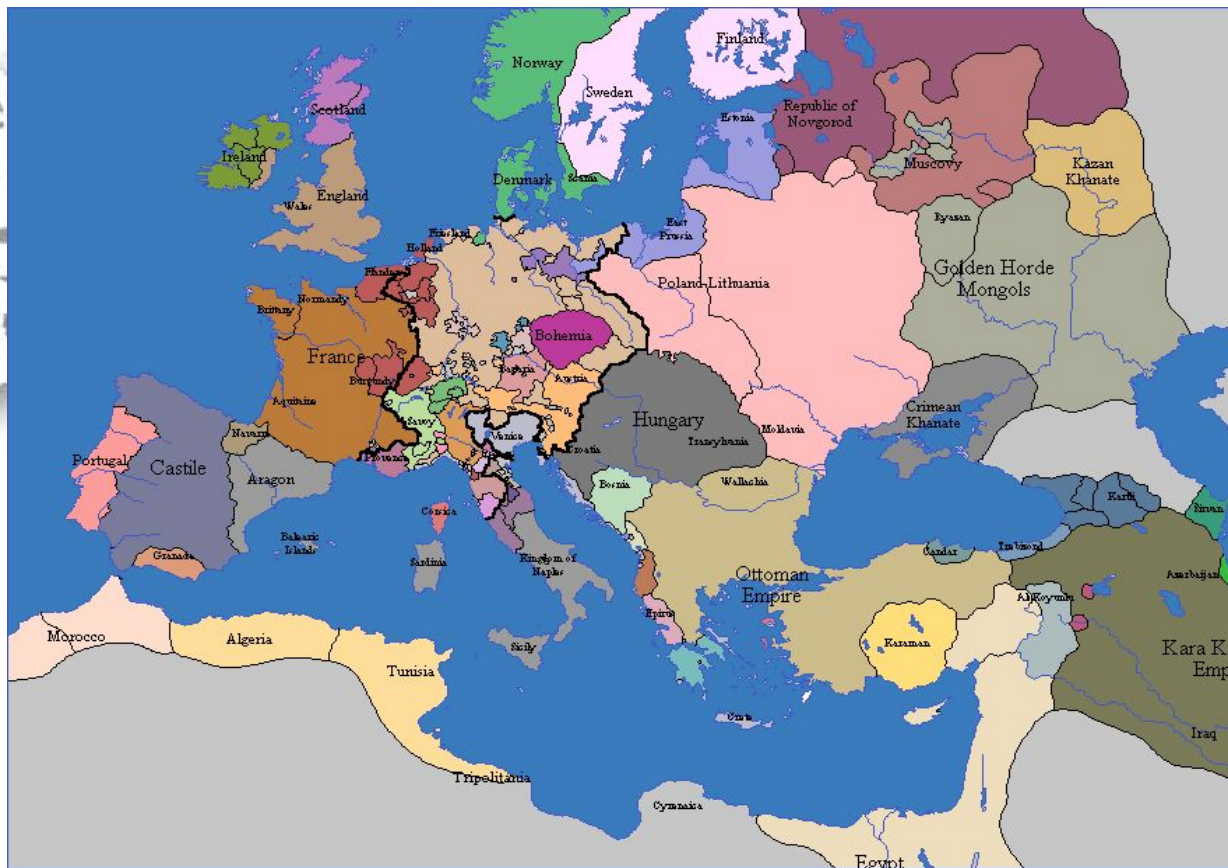 Norway
Finland
Sweden
Scotland
Republic of
Novgorod
Estonia
Ireland
Muscovy
Kazan
Khanate
Denmark
Scania
England
Wales
Ryazan
East
Prussia
Friesland
Holland
Golden Horde
Mongols
Flanders
Poland-Lithuania
Normandy
Brittany
Bohemia
France
Bavaria
Austria
Burgundy
Aquitaine
Crimean
Khanate
Hungary
Savoy
Moldavia
Navarre
Venice
Transylvania
Croatia
Portugal
Castile
Provence
Aragon
Bosnia
Wallachia
Kartli
Sirvan
Corsica
Balearic
Islands
Granada
Candar
Trebizond
Sardinia
Kingdom of
Naples
Ottoman
Empire
Azerbaijan
Ak Koyunlu
Epirus
Morocco
Algeria
Sicily
Karaman
Kara K
Emp
Tunisia
Crete
Iraq
Tripolitania
Cyrenaica
Egypt